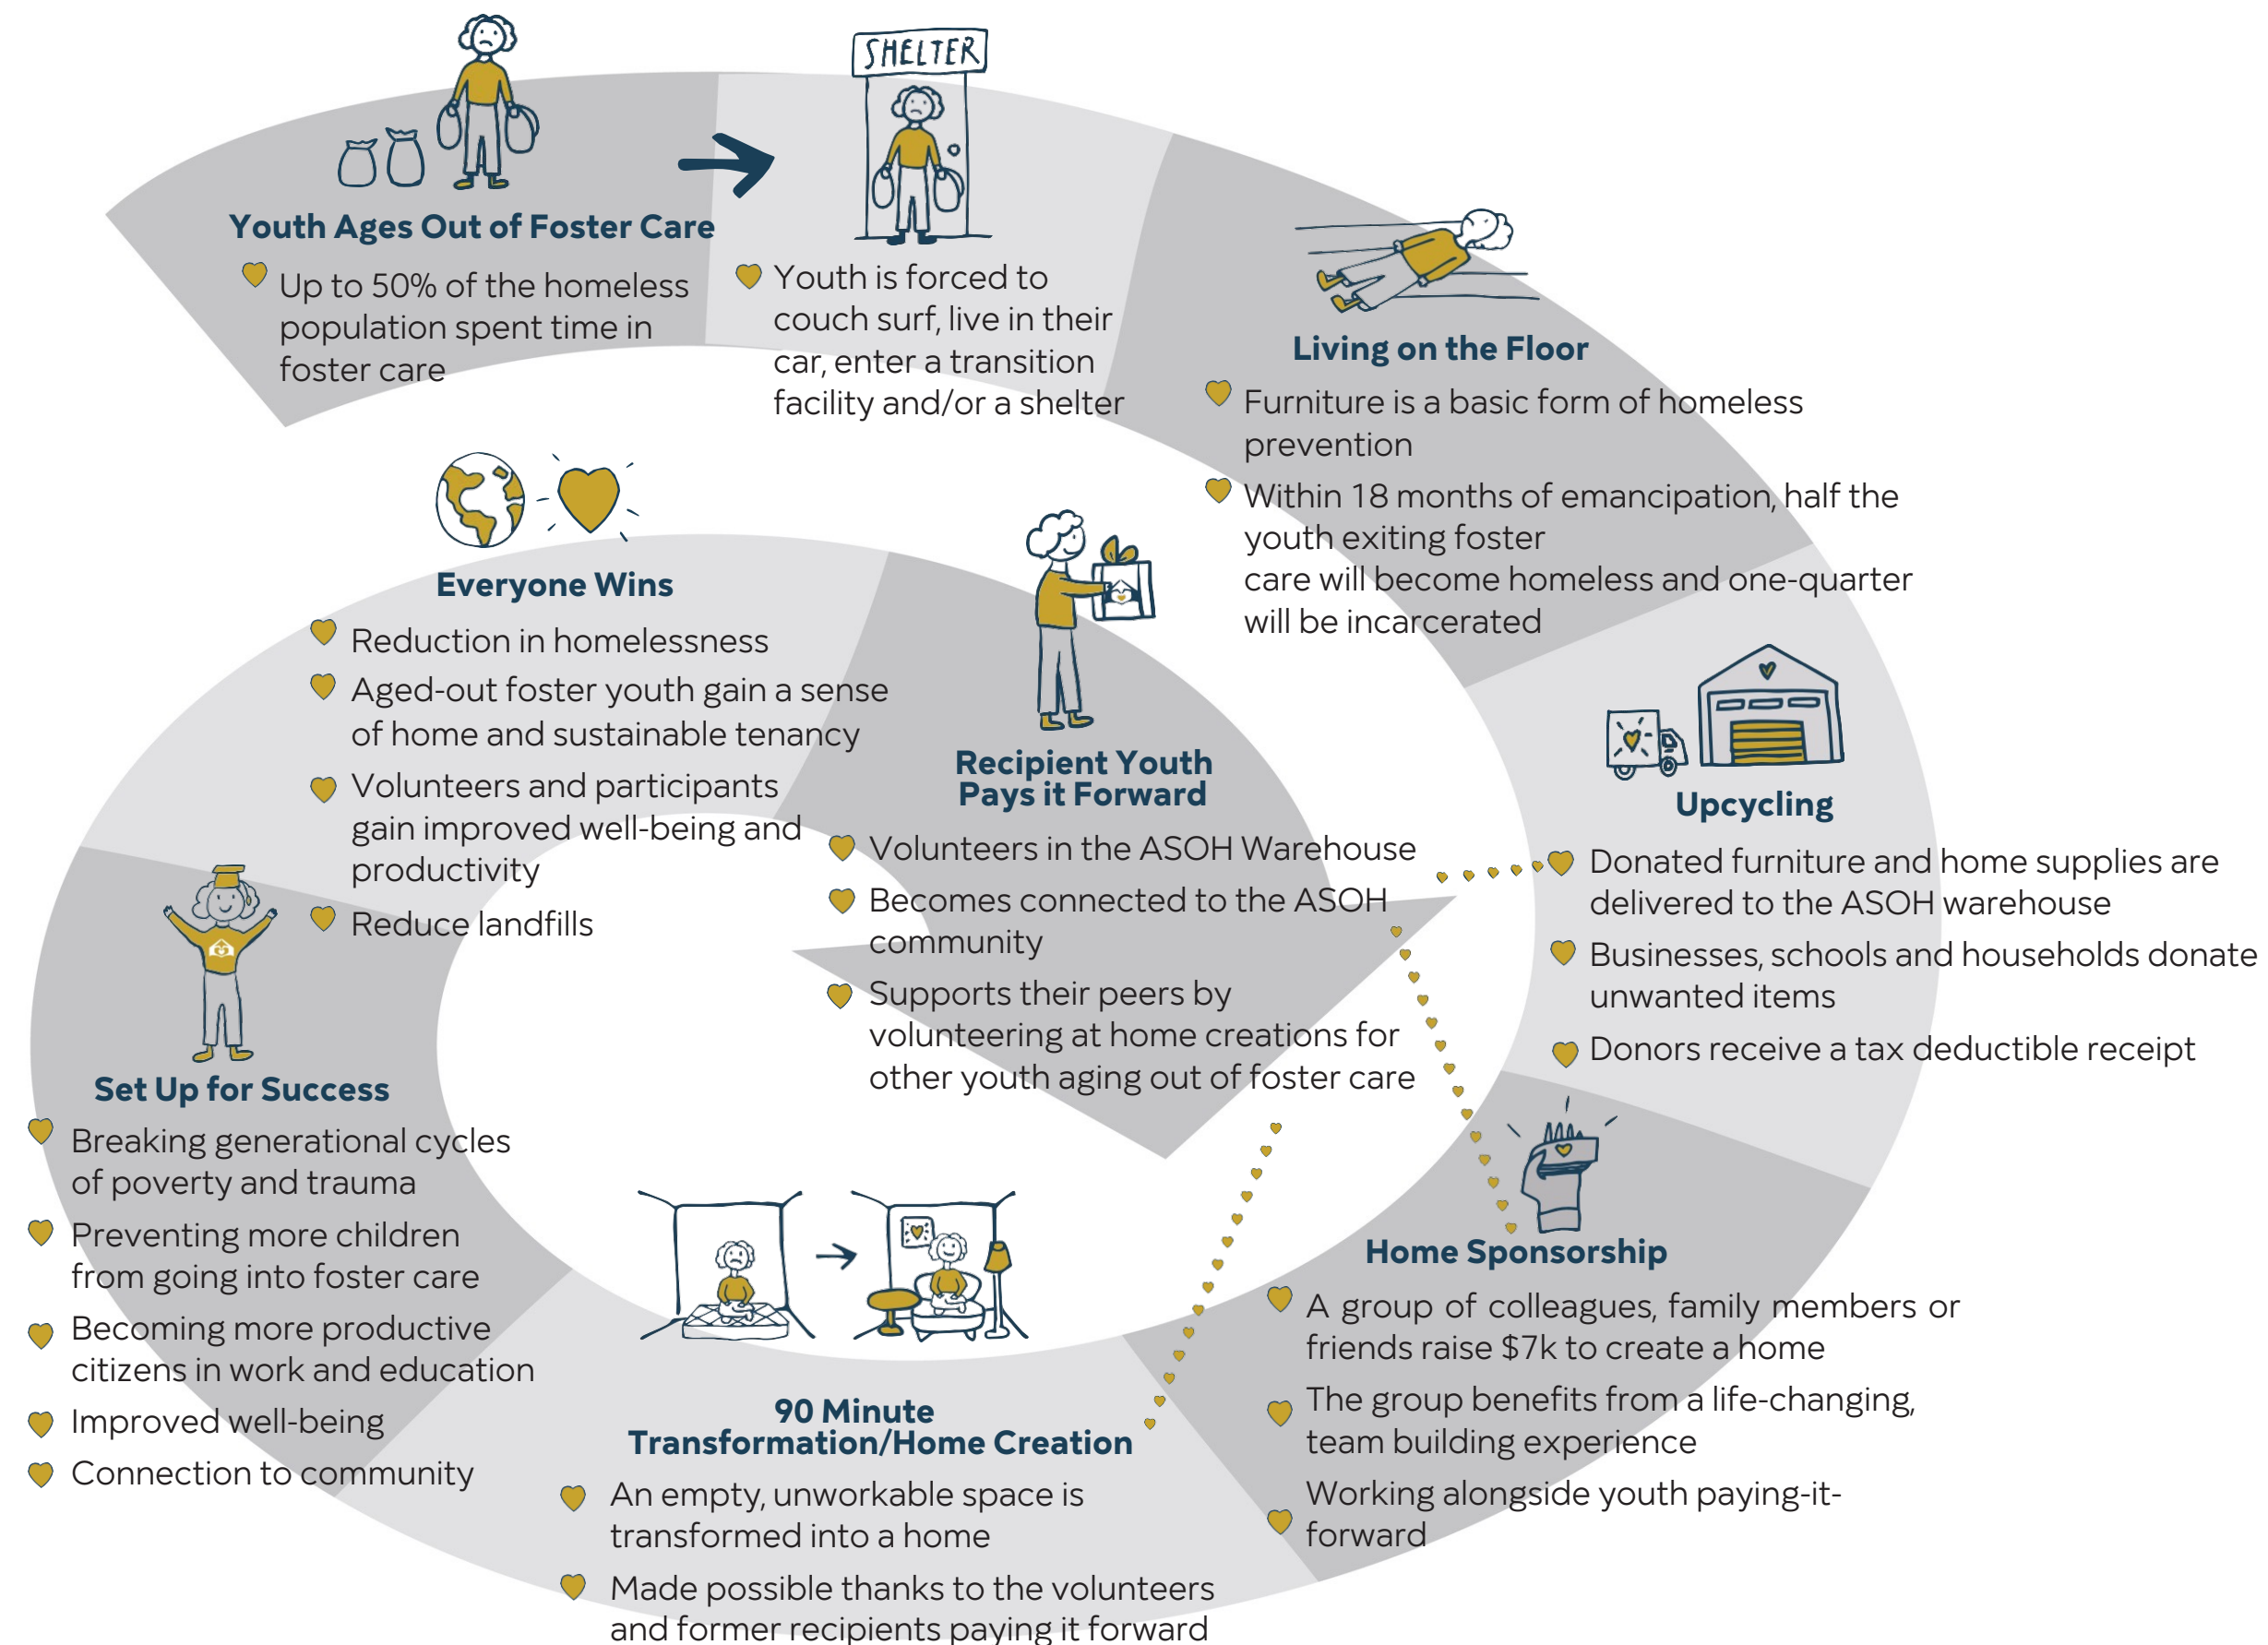 Youth Ages Out of Foster Care
Up to 50% of the homeless
population spent time in
foster care
SHELTER
Youth is forced to
couch surf, live in their
car, enter a transition
facility and/or a shelter
Living on the Floor
Furniture is a basic form of homeless
prevention
Within 18 months of emancipation, half the
youth exiting foster
care will become homeless and one-quarter
will be incarcerated
Upcycling
Donated furniture and home supplies are
delivered to the ASOH warehouse
Businesses, schools and households donate
unwanted items
Donors receive a tax deductible receipt
Home Sponsorship
A group of colleagues, family members or
friends raise $7k to create a home
The group benefits from a life-changing,
team building experience
Working alongside youth paying-it-
forward
90 Minute
Transformation/Home Creation
An empty, unworkable space is
transformed into a home
Made possible thanks to the volunteers
and former recipients paying it forward
Set Up for Success
Breaking generational cycles
of poverty and trauma
Preventing more children
from going into foster care
Becoming more productive
citizens in work and education
Improved well-being
Connection to community
Everyone Wins
Reduction in homelessness
Aged-out foster youth gain a sense
of home and sustainable tenancy
Volunteers and participants
gain improved well-being and
productivity
Reduce landfills
Recipient Youth
Pays it Forward
Volunteers in the ASOH Warehouse
Becomes connected to the ASOH
community
Supports their peers by
volunteering at home creations for
other youth aging out of foster care